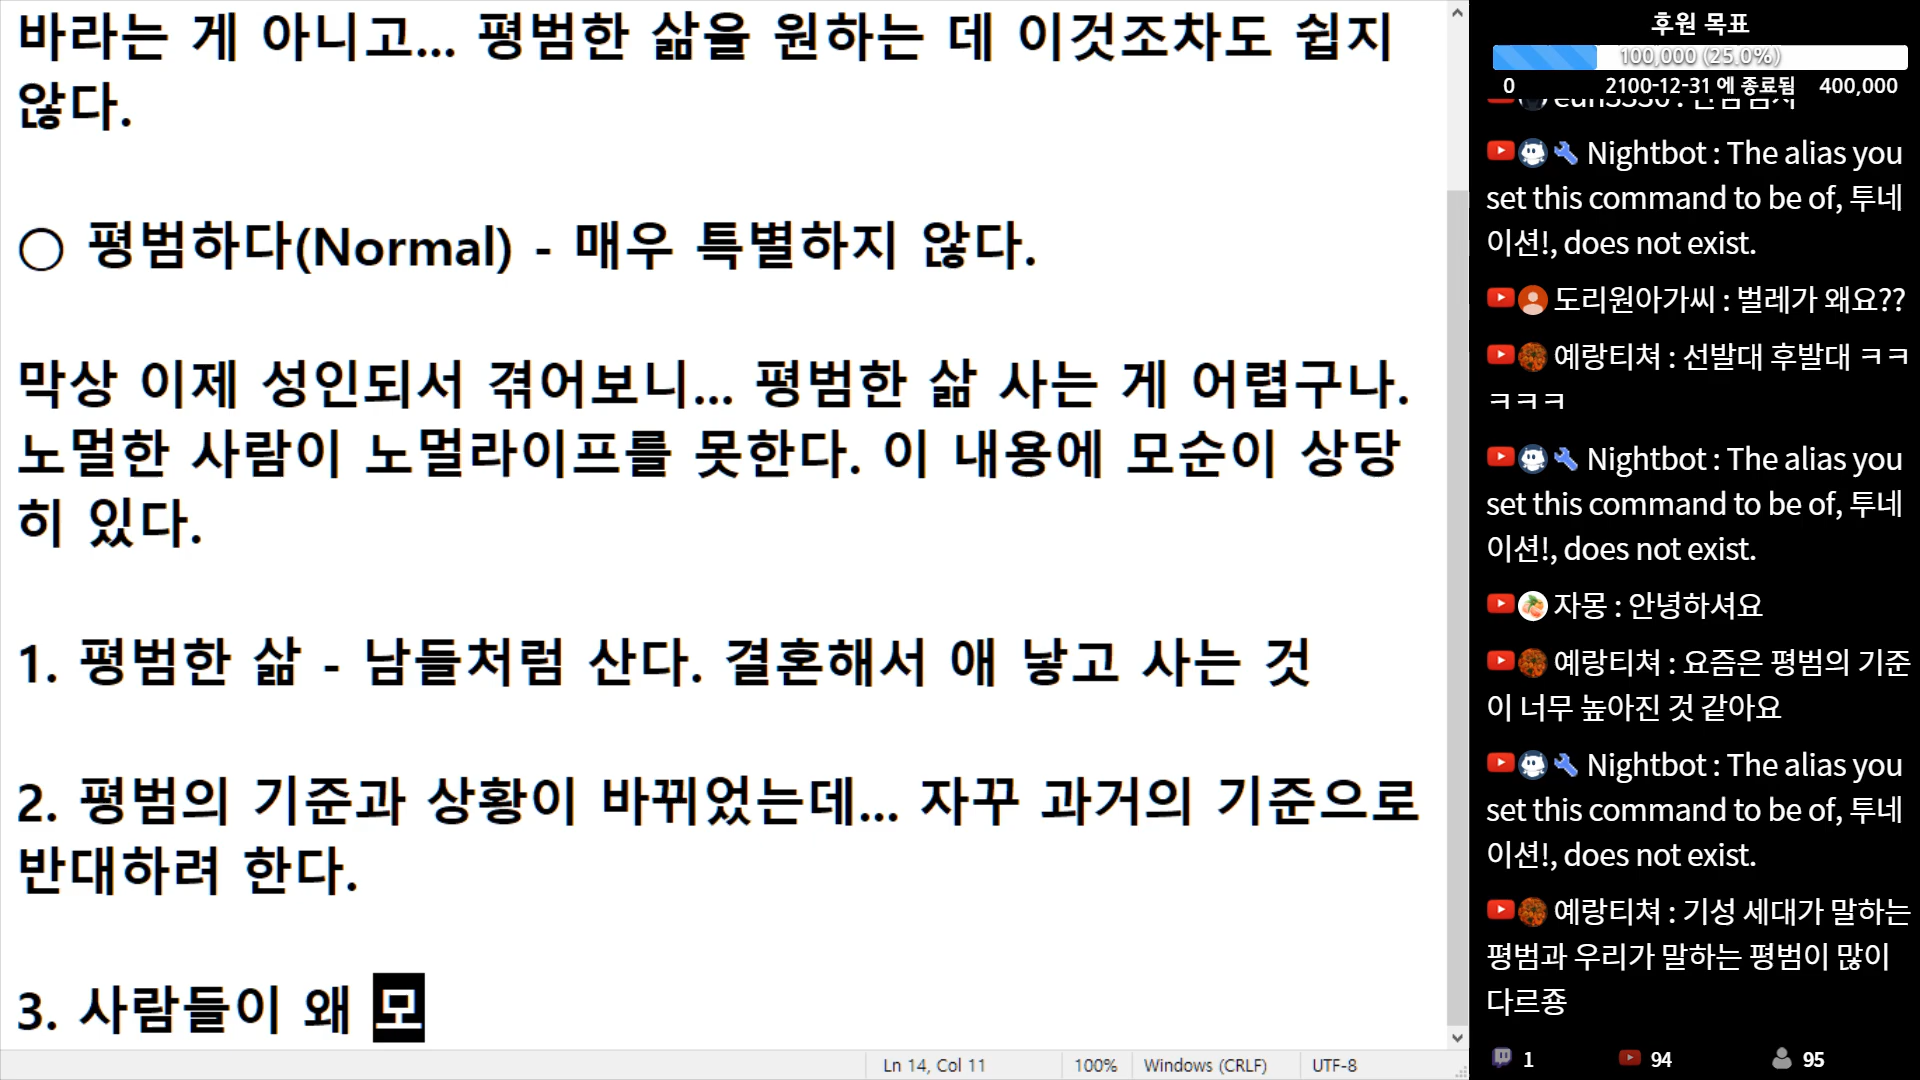 바라는 게 아니고... 평범한 삶을 원하는 데 이것조차도 쉽지
않다.
○ 평범하다(Normal) - 매우 특별하지 않다.
막상 이제 성인되서 겪어보니... 평범한 삶 사는 게 어렵구나.
노멀한 사람이 노멀라이프를 못한다. 이 내용에 모순이 상당
히 있다.
1. 평범한 삶 - 남들처럼 산다. 결혼해서 애 낳고 사는 것
2. 평범의 기준과 상황이 바뀌었는데... 자꾸 과거의 기준으로
반대하려 한다.
3. 사람들이 왜 모
Ln 14, Col 11
100%
Windows (CRLF)
UTF-8
후원 목표
100,000 (25.0%)
0 2100-12-31 에 종료됨 400,000
Nightbot : The alias you
set this command to be of, 투네
이션!, does not exist.
도리원아가씨 : 벌레가 왜요??
예랑티쳐 : 선발대 후발대 ㅋㅋ
ㅋㅋㅋ
Nightbot : The alias you
set this command to be of, 투네
이션!, does not exist.
자몽 : 안녕하셔요
예랑티쳐 : 요즘은 평범의 기준
이 너무 높아진 것 같아요
Nightbot : The alias you
set this command to be of, 투네
이션!, does not exist.
예랑티쳐 : 기성 세대가 말하는
평범과 우리가 말하는 평범이 많이
다르죵
1 94 95